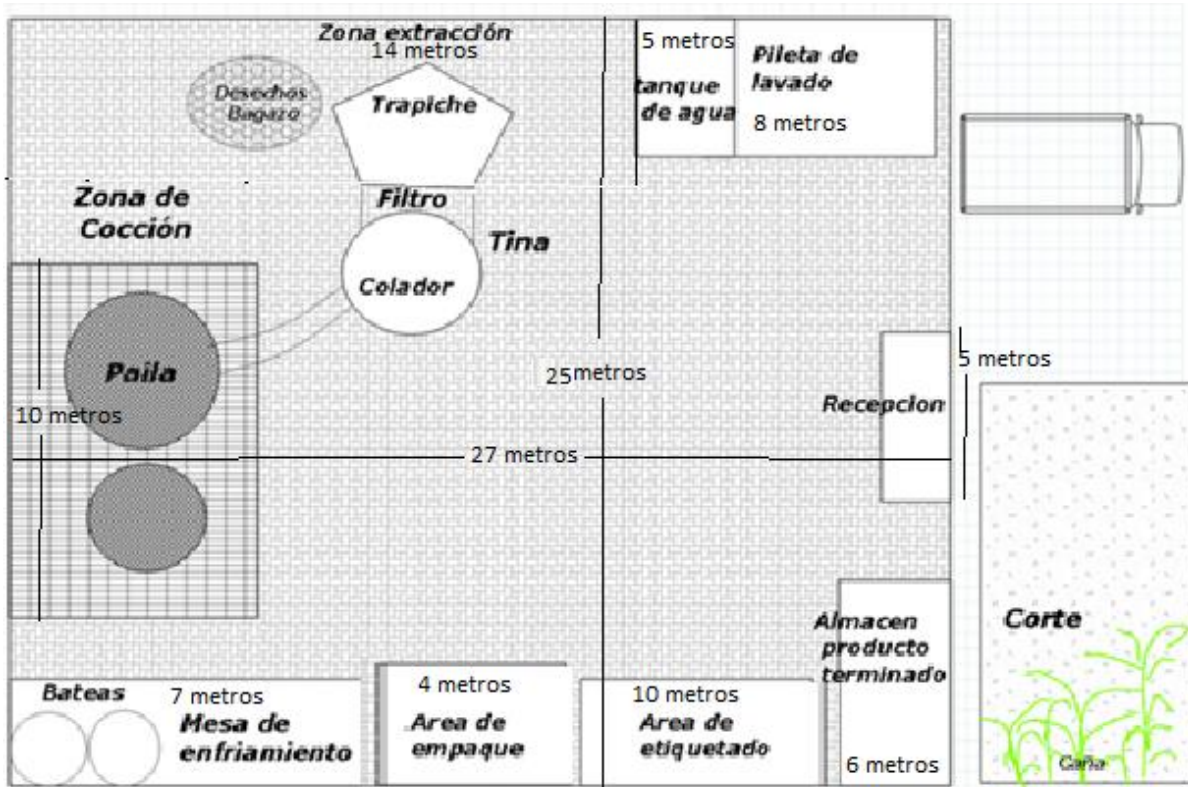 Zona extracción
14 metros
Desechos
Bagazo
Trapiche
5 metros
tanque
de agua
Pileta de
lavado
8 metros
Zona de
Cocción
Filtro
Tina
Colador
Paila
10 metros
25 metros
27 metros
Recepcion
5 metros
Corte
Caña
Almacen
producto
terminado
6 metros
Bateas
7 metros
Mesa de
enfriamiento
4 metros
Area de
empaque
10 metros
Area de
etiquetado